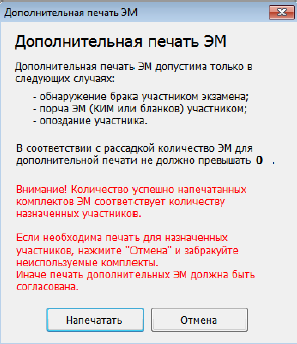 Дополнительная печать ЭМ
Дополнительная печать ЭМ
Дополнительная печать ЭМ допустима только в
следующих случаях:
- обнаружение брака участником экзамена;
- порча ЭМ (КИМ или бланков) участником;
- опоздание участника.
В соответствии с рассадкой количество ЭМ для
дополнительной печати не должно превышать 0 .
Внимание! Количество успешно напечатанных
комплектов ЭМ соответствует количеству
назначенных участников.
Если необходима печать для назначенных
участников, нажмите "Отмена" и забракуйте
неиспользуемые комплекты.
Иначе печать дополнительных ЭМ должна быть
согласована.
Напечатать
Отмена